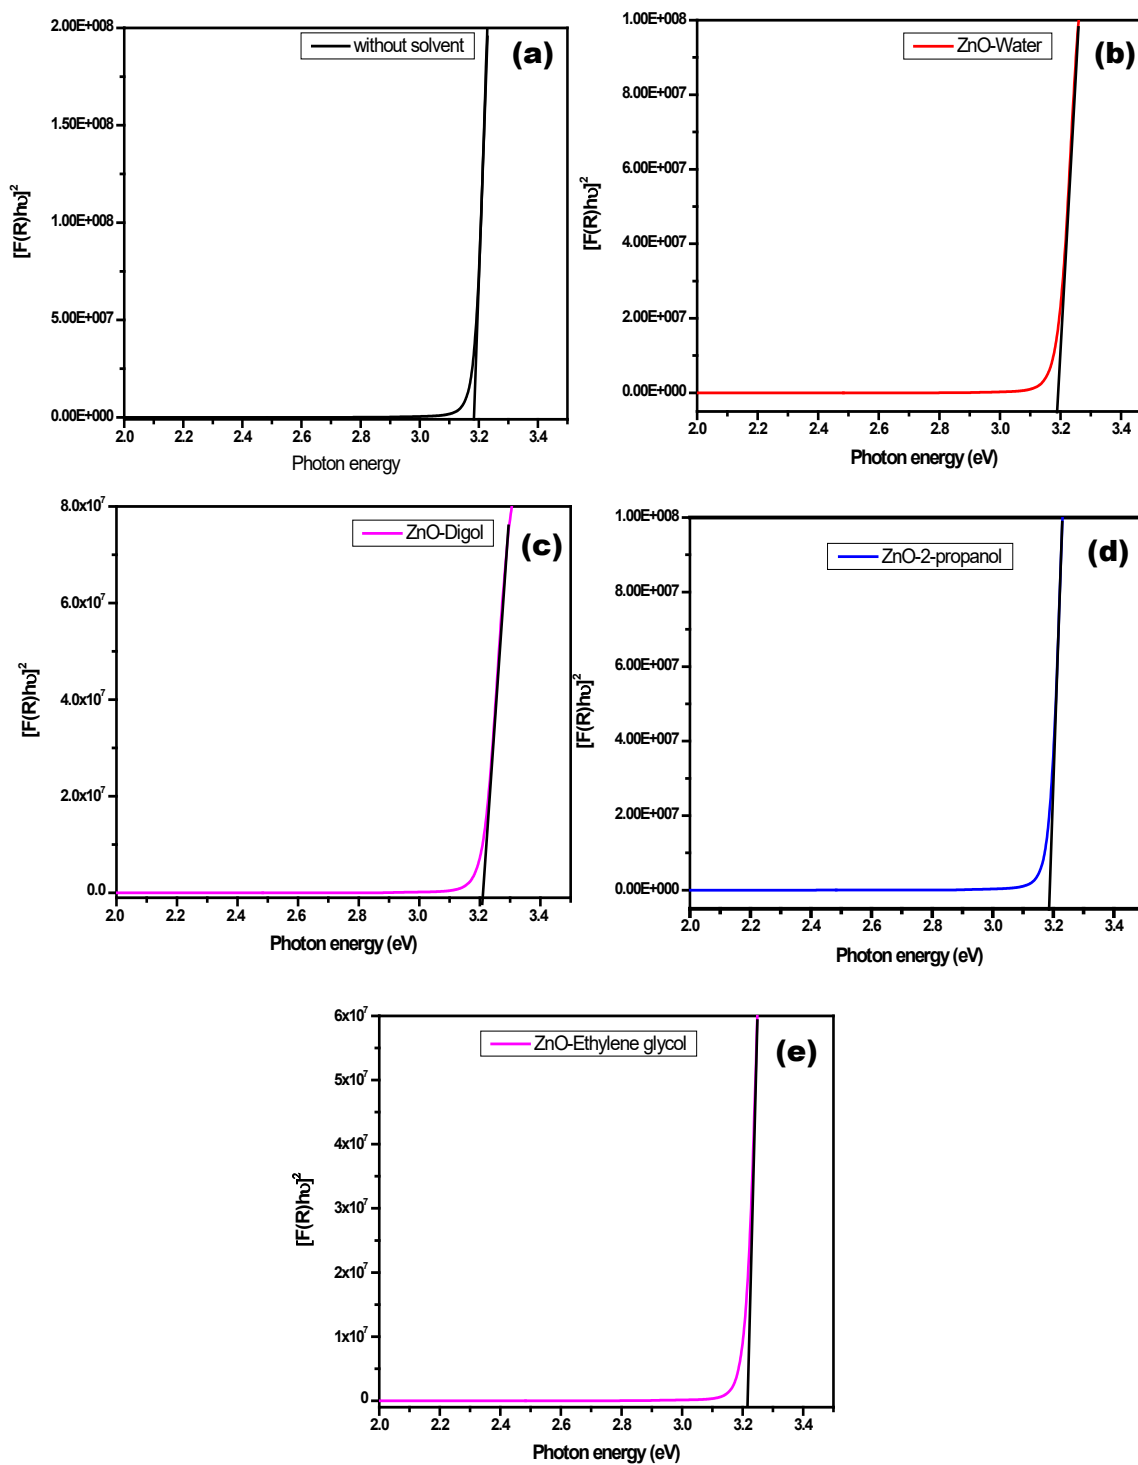 without solvent
(a)
2.00E+008
1.50E+008
1.00E+008
5.00E+007
0.00E+000
[F(R)hυ]²
2.0 2.2 2.4 2.6 2.8 3.0 3.2 3.4
Photon energy
ZnO-Water
(b)
1.00E+008
8.00E+007
6.00E+007
4.00E+007
2.00E+007
0.00E+000
[F(R)hυ]²
2.0 2.2 2.4 2.6 2.8 3.0 3.2 3.4
Photon energy (eV)
ZnO-Digol
(c)
8.0x10⁷
6.0x10⁷
4.0x10⁷
2.0x10⁷
0.0
[F(R)hυ]²
2.0 2.2 2.4 2.6 2.8 3.0 3.2 3.4
Photon energy (eV)
ZnO-2-propanol
(d)
1.00E+008
8.00E+007
6.00E+007
4.00E+007
2.00E+007
0.00E+000
[F(R)hυ]²
2.0 2.2 2.4 2.6 2.8 3.0 3.2 3.4
Photon energy (eV)
ZnO-Ethylene glycol
(e)
6x10⁷
5x10⁷
4x10⁷
3x10⁷
2x10⁷
1x10⁷
0
[F(R)hυ]²
2.0 2.2 2.4 2.6 2.8 3.0 3.2 3.4
Photon energy (eV)